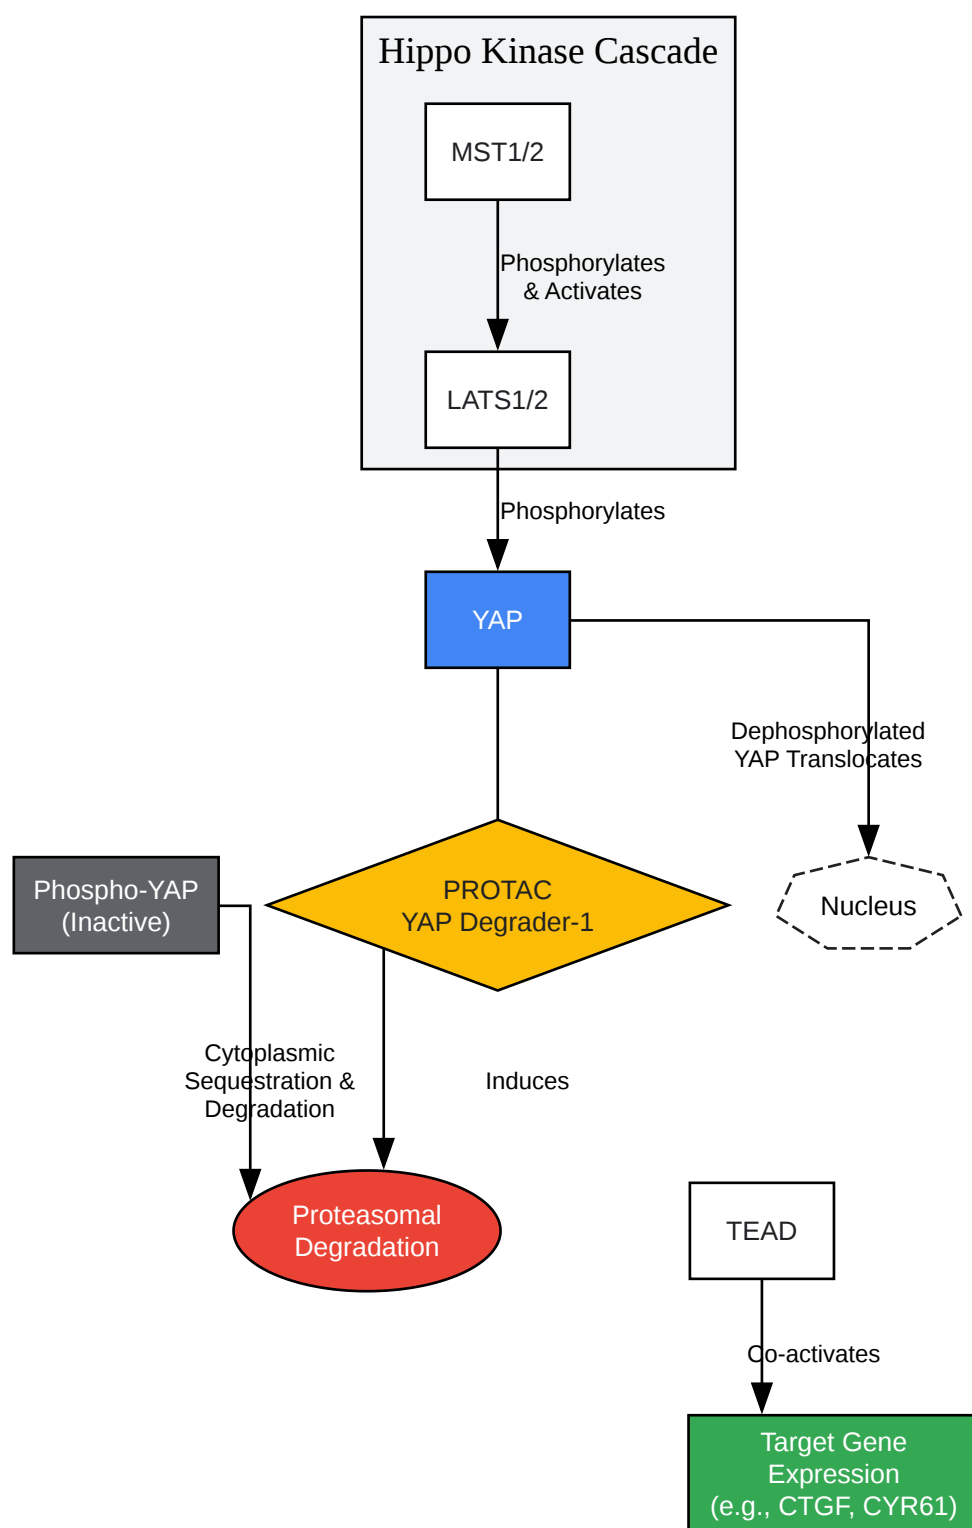 Hippo Kinase Cascade
MST1/2
Phosphorylates
& Activates
LATS1/2
Phosphorylates
YAP
Dephosphorylated
YAP Translocates
Phospho-YAP
(Inactive)
PROTAC
YAP Degrader-1
Nucleus
Cytoplasmic
Sequestration &
Degradation
Induces
Proteasomal
Degradation
TEAD
Co-activates
Target Gene
Expression
(e.g., CTGF, CYR61)